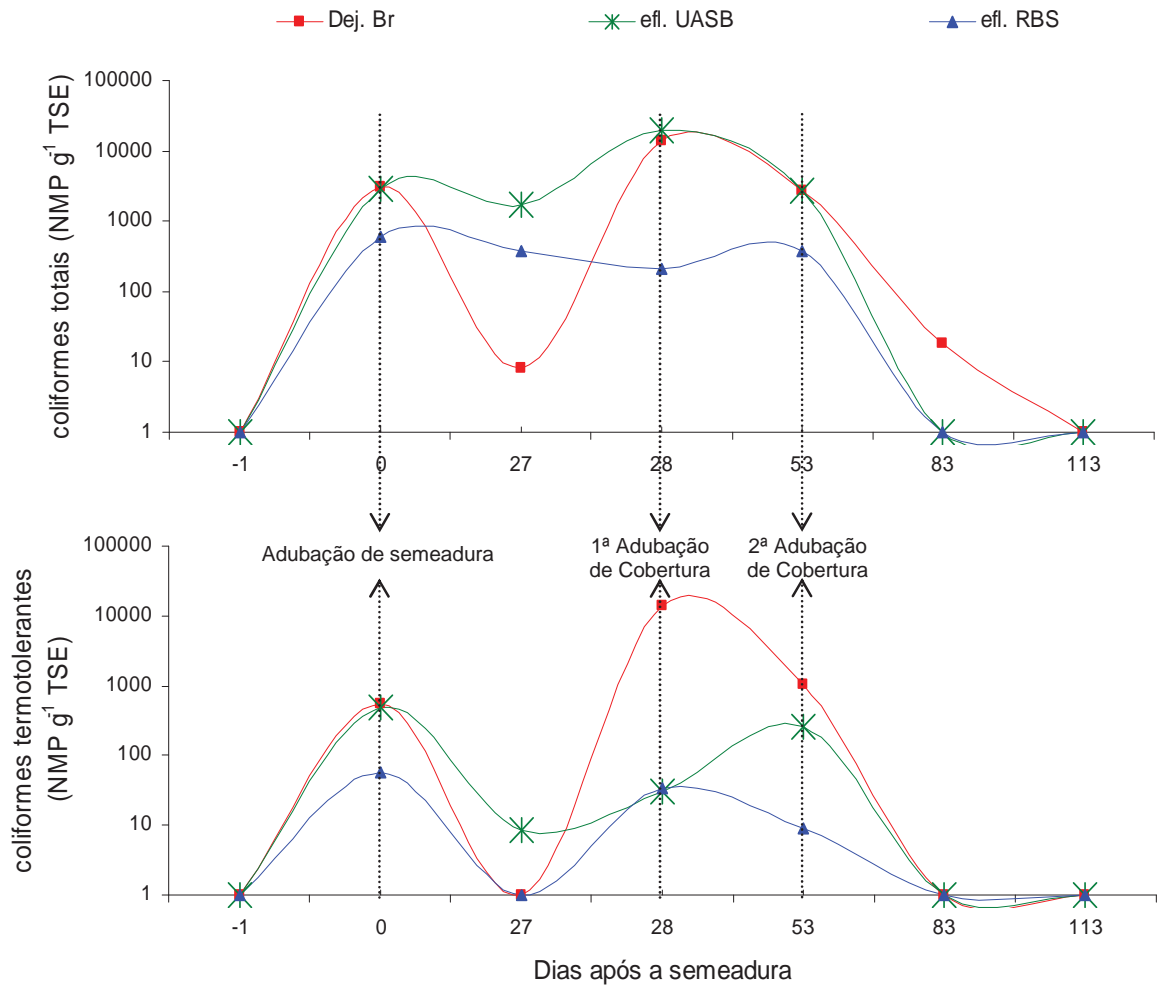 Dej. Br efl. UASB efl. RBS
coliformes totais (NMP g⁻¹ TSE)
100000
10000
1000
100
10
1
-1 0 27 28 53 83 113
Adubação de semeadura
1ª Adubação
de Cobertura
2ª Adubação
de Cobertura
coliformes termotolerantes
(NMP g⁻¹ TSE)
100000
10000
1000
100
10
1
-1 0 27 28 53 83 113
Dias após a semeadura